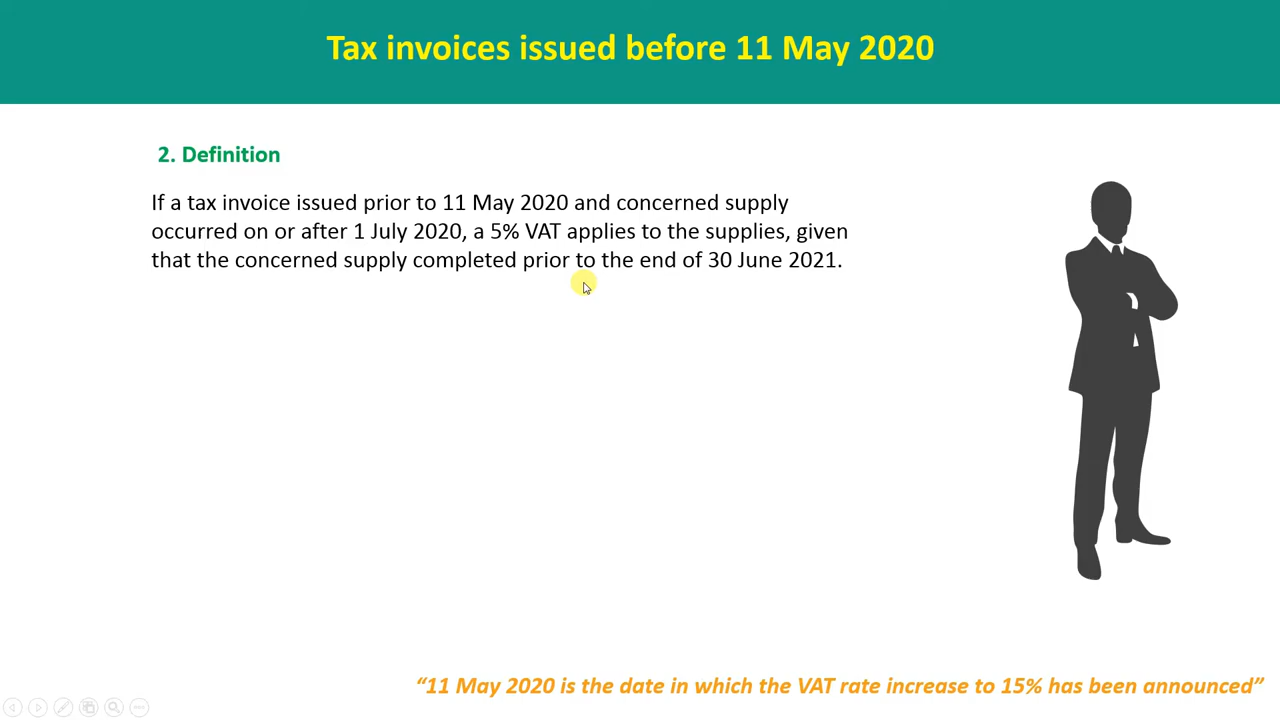 Tax invoices issued before 11 May 2020
2. Definition
If a tax invoice issued prior to 11 May 2020 and concerned supply
occurred on or after 1 July 2020, a 5% VAT applies to the supplies, given
that the concerned supply completed prior to the end of 30 June 2021.
“11 May 2020 is the date in which the VAT rate increase to 15% has been announced”